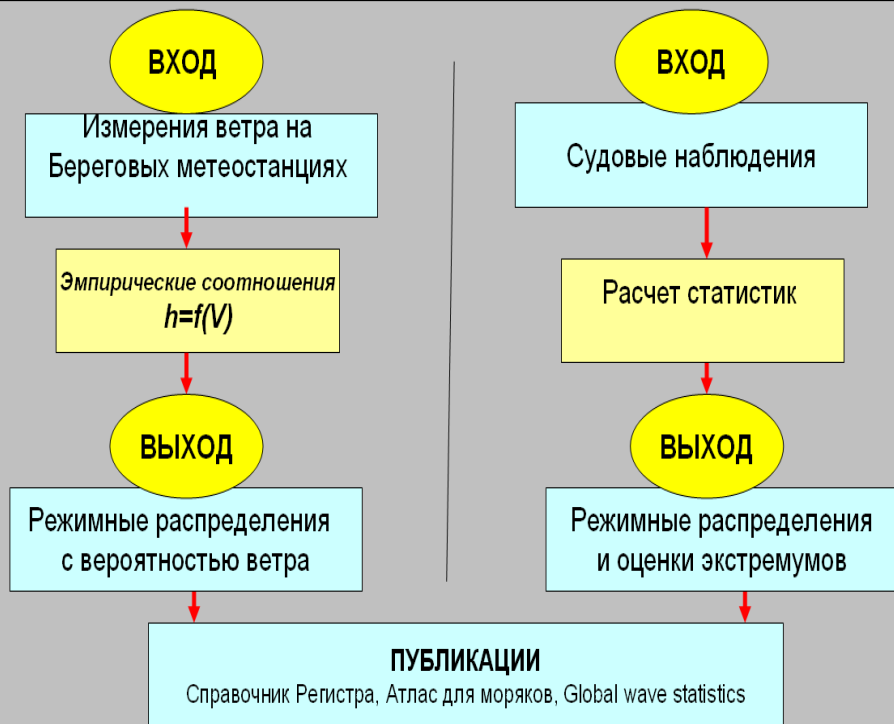 ВХОД
Измерения ветра на
Береговых метеостанциях
Эмпирические соотношения
h=f(V)
ВЫХОД
Режимные распределения
с вероятностью ветра
ВХОД
Судовые наблюдения
Расчет статистик
ВЫХОД
Режимные распределения
и оценки экстремумов
ПУБЛИКАЦИИ
Справочник Регистра, Атлас для моряков, Global wave statistics